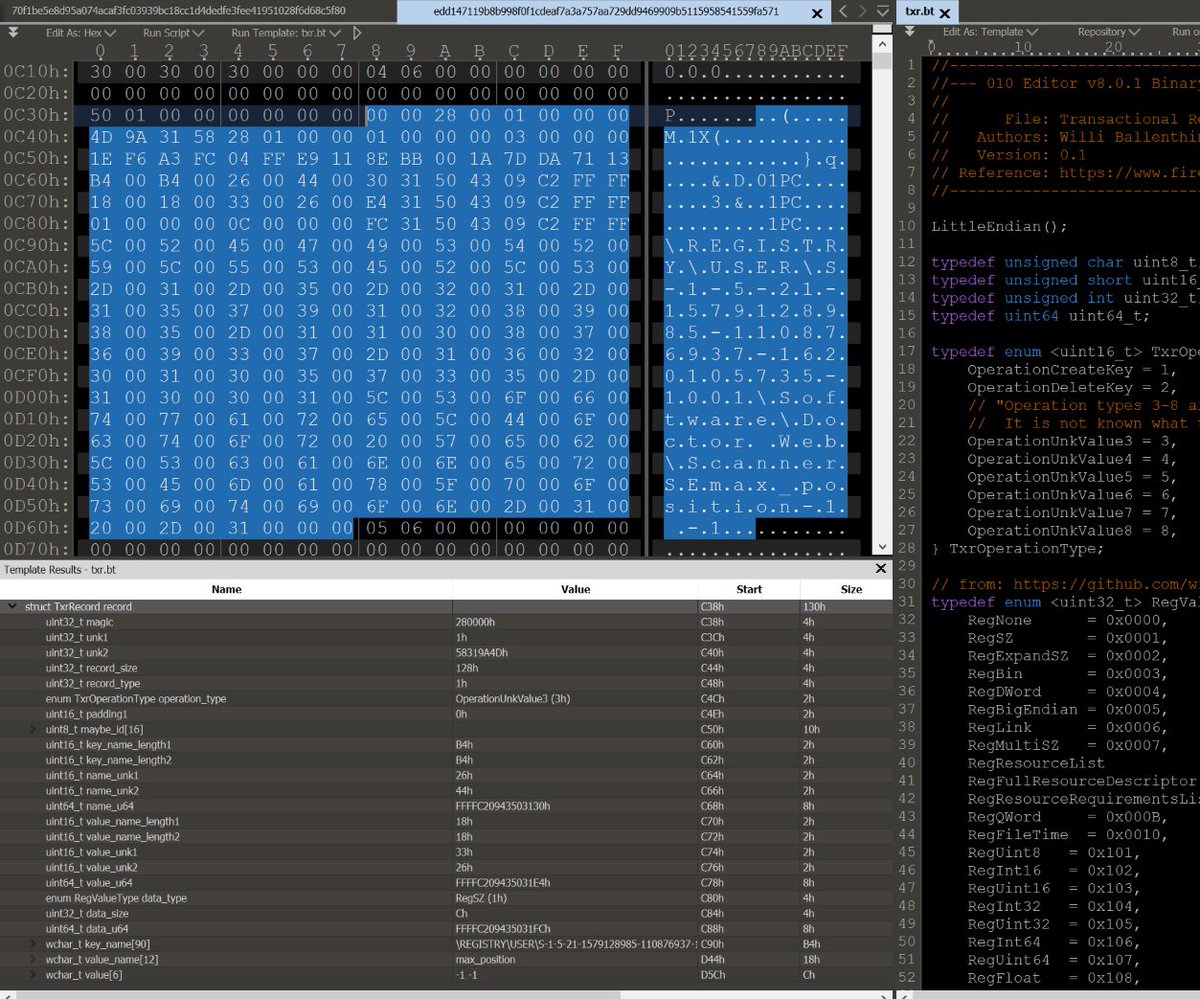 70f1be5e8d95a074acaf3fc03939bc18cc1d4dedfe3fee41951028f6d68c5f80
edd147119b8b998f0f1cdeaf7a3a757aa729dd9469909b5115958541559fa571
Edit As: Hex Run Script Run Template: txr.bt
0 1 2 3 4 5 6 7 8 9 A B C D E F 0123456789ABCDEF
0C10h: 30 00 30 00 30 00 00 00 04 06 00 00 00 00 00 00 0.0.0...........
0C20h: 00 00 00 00 00 00 00 00 00 00 00 00 00 00 00 00 ................
0C30h: 50 01 00 00 00 00 00 00 00 00 28 00 01 00 00 00 P.........(.....
0C40h: 4D 9A 31 58 28 01 00 00 01 00 00 00 03 00 00 00 M.1X(...........
0C50h: 1E F6 A3 FC 04 FF E9 11 8E BB 00 1A 7D DA 71 13 ............}.q.
0C60h: B4 00 B4 00 26 00 44 00 30 31 50 43 09 C2 FF FF ....&.D.01PC....
0C70h: 18 00 18 00 33 00 26 00 E4 31 50 43 09 C2 FF FF ....3.&..1PC....
0C80h: 01 00 00 00 0C 00 00 00 FC 31 50 43 09 C2 FF FF .........1PC....
0C90h: 5C 00 52 00 45 00 47 00 49 00 53 00 54 00 52 00 \.R.E.G.I.S.T.R.
0CA0h: 59 00 5C 00 55 00 53 00 45 00 52 00 5C 00 53 00 Y.\.U.S.E.R.\.S.
0CB0h: 2D 00 31 00 2D 00 35 00 2D 00 32 00 31 00 2D 00 -.1.-.5.-.2.1.-.
0CC0h: 31 00 35 00 37 00 39 00 31 00 32 00 38 00 39 00 1.5.7.9.1.2.8.9.
0CD0h: 38 00 35 00 2D 00 31 00 31 00 30 00 38 00 37 00 8.5.-.1.1.0.8.7.
0CE0h: 36 00 39 00 33 00 37 00 2D 00 31 00 36 00 32 00 6.9.3.7.-.1.6.2.
0CF0h: 30 00 31 00 30 00 35 00 37 00 33 00 35 00 2D 00 0.1.0.5.7.3.5.-.
0D00h: 31 00 30 00 30 00 31 00 5C 00 53 00 6F 00 66 00 1.0.0.1.\.S.o.f.
0D10h: 74 00 77 00 61 00 72 00 65 00 5C 00 44 00 6F 00 t.w.a.r.e.\.D.o.
0D20h: 63 00 74 00 6F 00 72 00 20 00 57 00 65 00 62 00 c.t.o.r. .W.e.b.
0D30h: 5C 00 53 00 63 00 61 00 6E 00 6E 00 65 00 72 00 \.S.c.a.n.n.e.r.
0D40h: 53 00 45 00 6D 00 61 00 78 00 5F 00 70 00 6F 00 S.E.m.a.x._.p.o.
0D50h: 73 00 69 00 74 00 69 00 6F 00 6E 00 2D 00 31 00 s.i.t.i.o.n.-.1.
0D60h: 20 00 2D 00 31 00 00 00 05 06 00 00 00 00 00 00  .-.1...........
0D70h: 00 00 00 00 00 00 00 00 00 00 00 00 00 00 00 00 ................
Template Results - txr.bt
Name Value Start Size
struct TxrRecord record C38h 130h
uint32_t magic 280000h C38h 4h
uint32_t unk1 1h C3Ch 4h
uint32_t unk2 58319A4Dh C40h 4h
uint32_t record_size 128h C44h 4h
uint32_t record_type 1h C48h 4h
enum TxrOperationType operation_type OperationUnkValue3 (3h) C4Ch 2h
uint16_t padding1 0h C4Eh 2h
uint8_t maybe_id[16] C50h 10h
uint16_t key_name_length1 B4h C60h 2h
uint16_t key_name_length2 B4h C62h 2h
uint16_t name_unk1 26h C64h 2h
uint16_t name_unk2 44h C66h 2h
uint64_t name_u64 FFFFC20943503130h C68h 8h
uint16_t value_name_length1 18h C70h 2h
uint16_t value_name_length2 18h C72h 2h
uint16_t value_unk1 33h C74h 2h
uint16_t value_unk2 26h C76h 2h
uint64_t value_u64 FFFFC209435031E4h C78h 8h
enum RegValueType data_type RegSZ (1h) C80h 4h
uint32_t data_size Ch C84h 4h
uint64_t data_u64 FFFFC209435031FCh C88h 8h
wchar_t key_name[90] \REGISTRY\USER\S-1-5-21-1579128985-110876937-1 C90h B4h
wchar_t value_name[12] max_position D44h 18h
wchar_t value[6] -1 -1 D5Ch Ch
txr.bt
Edit As: Template Repository Run o
0 10 20
1 //------------------------------
2 //--- 010 Editor v8.0.1 Binary
3 //
4 // File: Transactional Re
5 // Authors: Willi Ballenthin
6 // Version: 0.1
7 // Reference: https://www.fire
8 //------------------------------
9
10 LittleEndian();
11
12 typedef unsigned char uint8_t;
13 typedef unsigned short uint16_
14 typedef unsigned int uint32_t
15 typedef uint64 uint64_t;
16
17 typedef enum <uint16_t> TxrOpe
18 OperationCreateKey = 1,
19 OperationDeleteKey = 2,
20 // "Operation types 3-8 a
21 // It is not known what
22 OperationUnkValue3 = 3,
23 OperationUnkValue4 = 4,
24 OperationUnkValue5 = 5,
25 OperationUnkValue6 = 6,
26 OperationUnkValue7 = 7,
27 OperationUnkValue8 = 8,
28 } TxrOperationType;
29
30 // from: https://github.com/w
31 typedef enum <uint32_t> RegVal
32 RegNone = 0x0000,
33 RegSZ = 0x0001,
34 RegExpandSZ = 0x0002,
35 RegBin = 0x0003,
36 RegDWord = 0x0004,
37 RegBigEndian = 0x0005,
38 RegLink = 0x0006,
39 RegMultiSZ = 0x0007,
40 RegResourceList
41 RegFullResourceDescriptor
42 RegResourceRequirementsLis
43 RegQWord = 0x000B,
44 RegFileTime = 0x0010,
45 RegUint8 = 0x101,
46 RegInt16 = 0x102,
47 RegUint16 = 0x103,
48 RegInt32 = 0x104,
49 RegUint32 = 0x105,
50 RegInt64 = 0x106,
51 RegUint64 = 0x107,
52 RegFloat = 0x108,